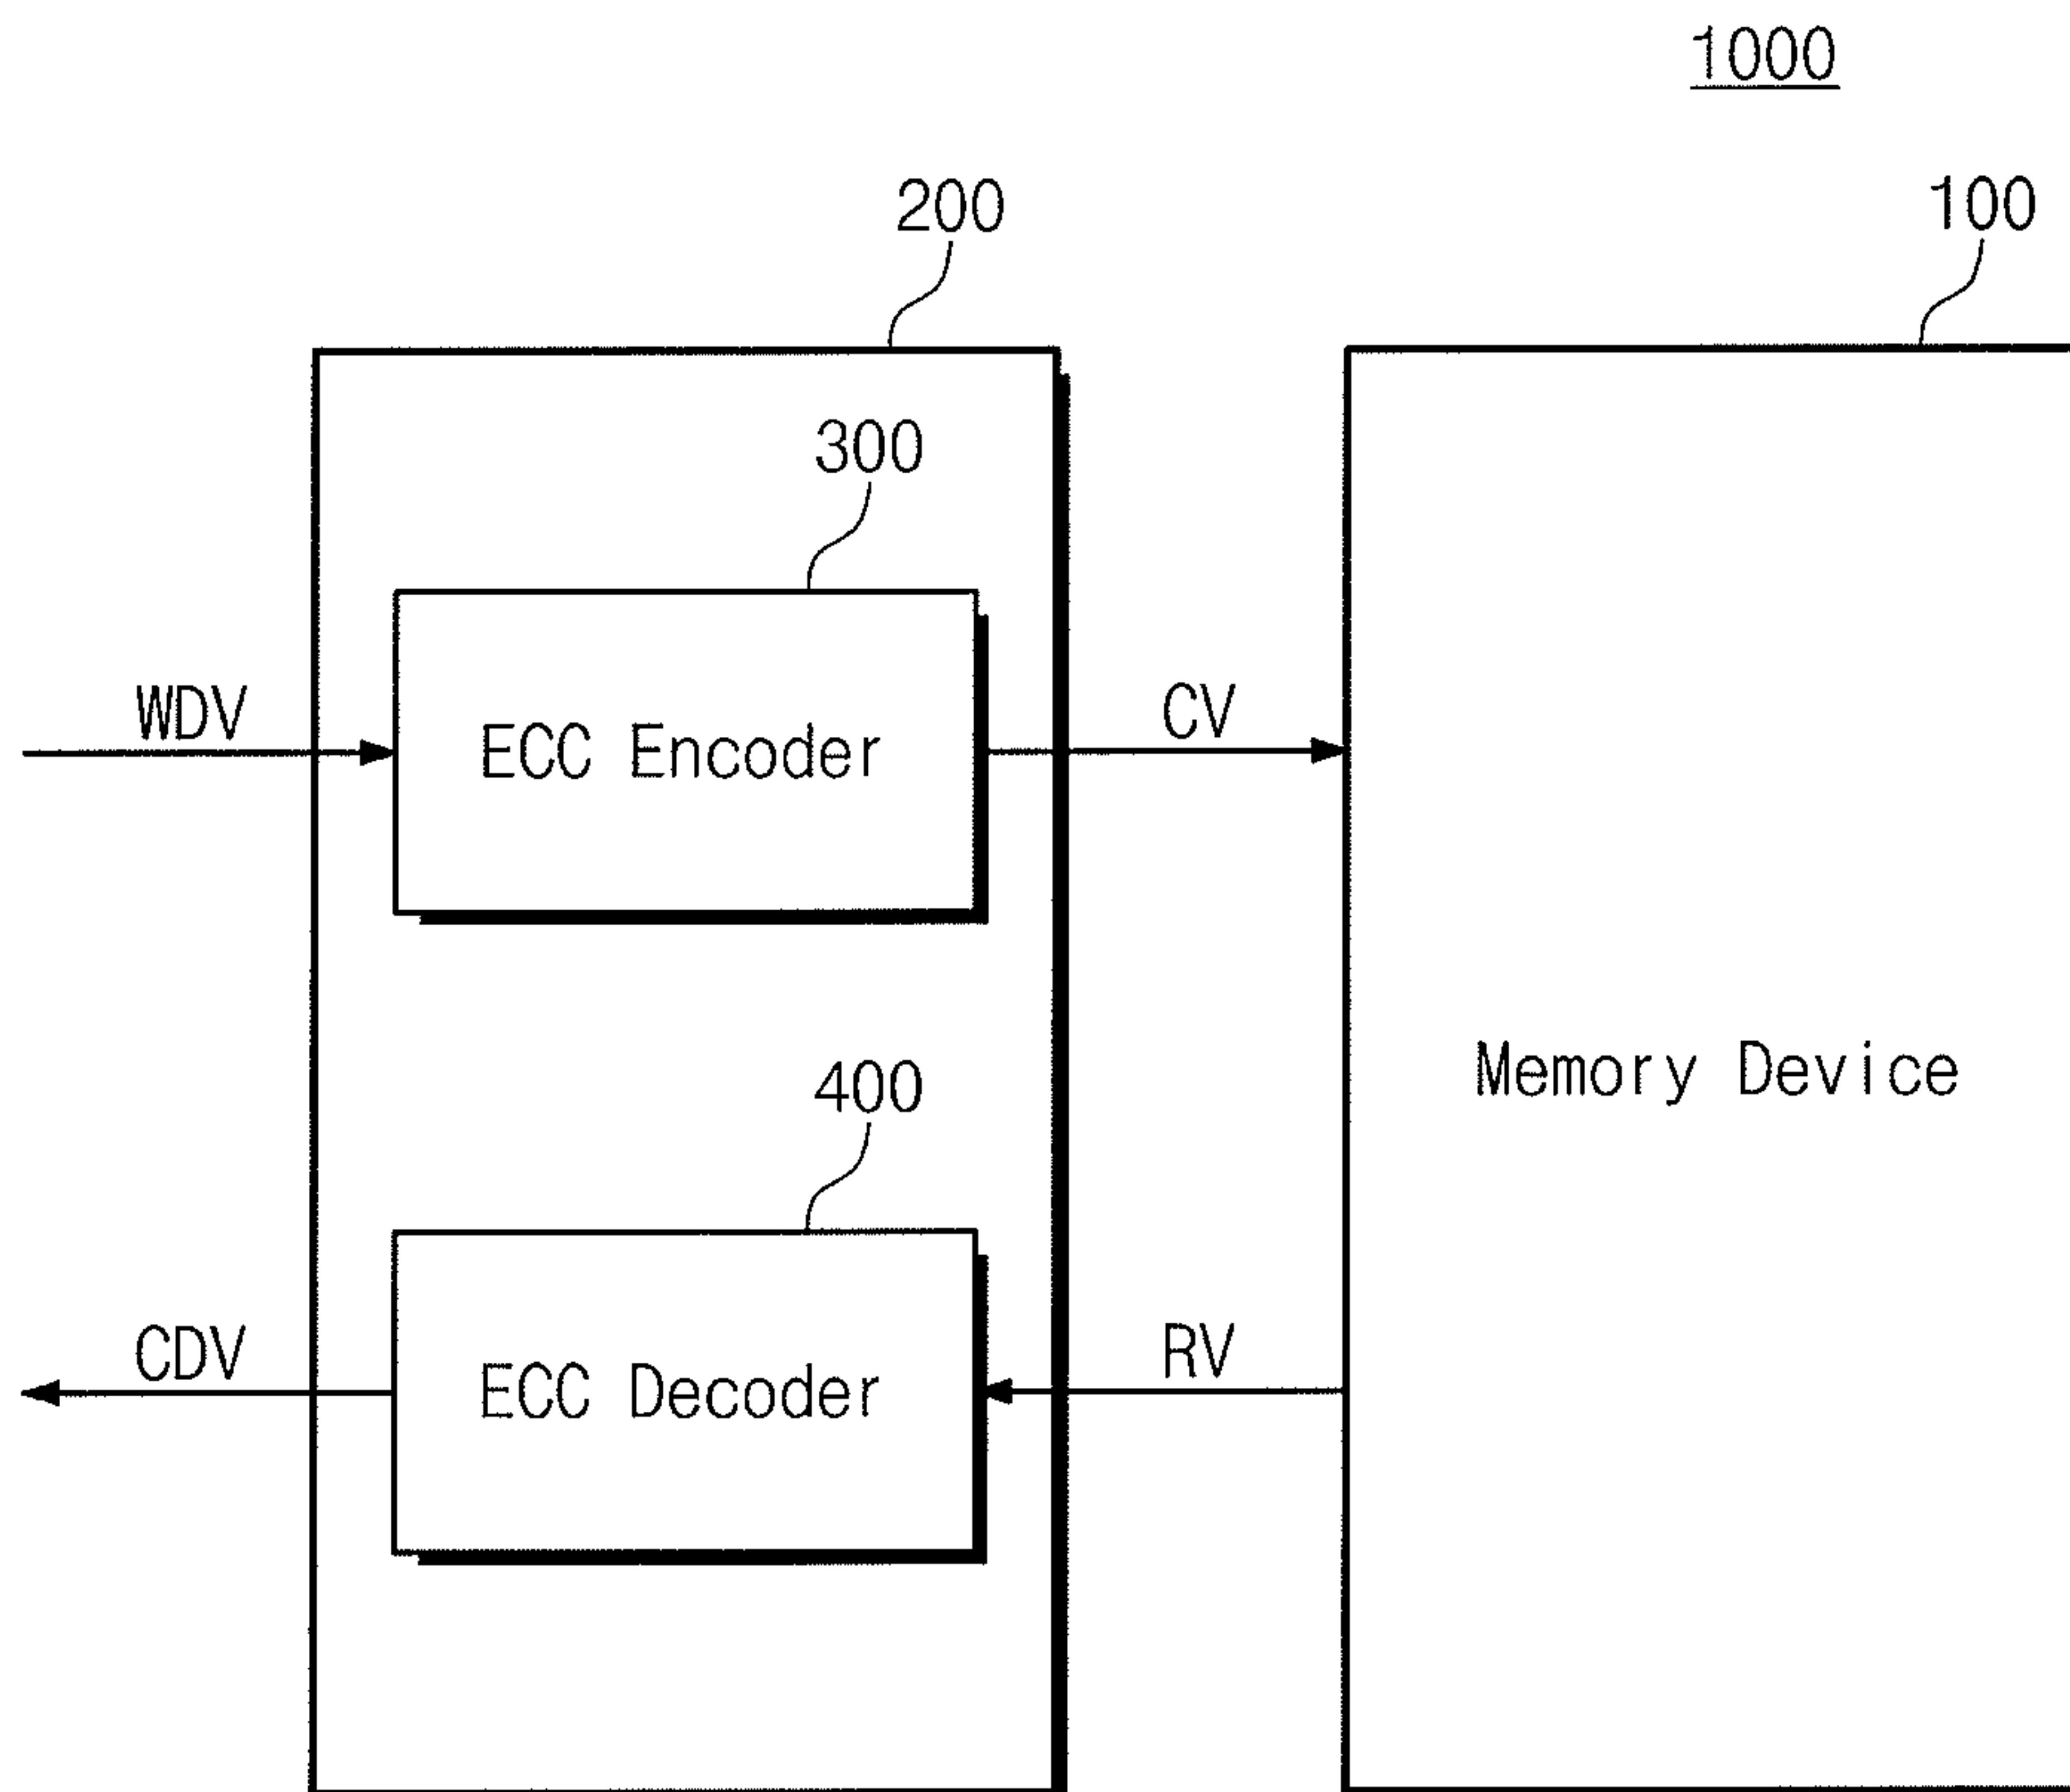 1000
200
100
300
WDV
ECC Encoder
CV
Memory Device
400
CDV
ECC Decoder
RV